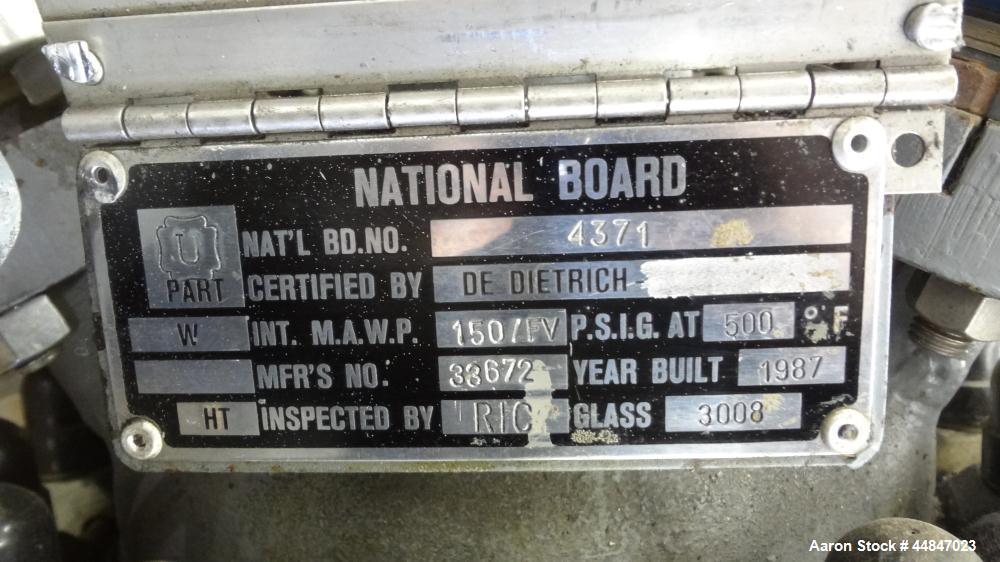 NATIONAL BOARD
U
PART
NAT'L BD.NO. 4371
CERTIFIED BY DE DIETRICH
W INT. M.A.W.P. 150/FV P.S.I.G. AT 500 °F
MFR'S NO. 33672 YEAR BUILT 1987
HT INSPECTED BY RIC GLASS 3008
Aaron Stock # 44847023